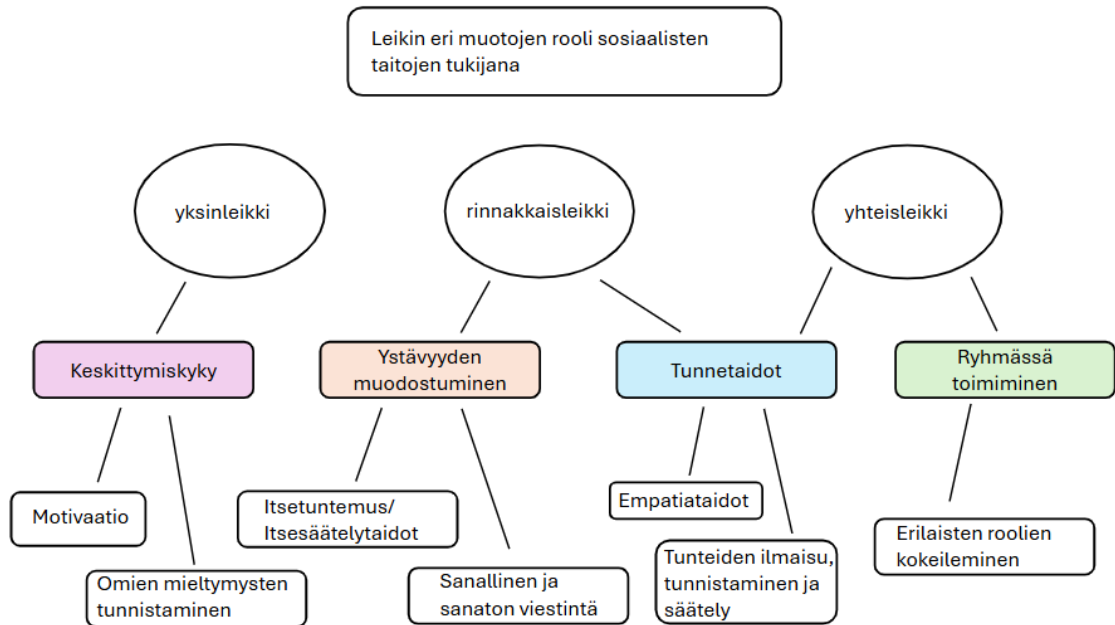 Leikin eri muotojen rooli sosiaalisten
taitojen tukijana
yksinleikki
rinnakkaisleikki
yhteisleikki
Keskittymiskyky
Ystävyyden
muodostuminen
Tunnetaidot
Ryhmässä
toimiminen
Motivaatio
Omien mieltymysten
tunnistaminen
Itsetuntemus/
Itsesäätelytaidot
Sanallinen ja
sanaton viestintä
Empatiataidot
Tunteiden ilmaisu,
tunnistaminen ja
säätely
Erilaisten roolien
kokeileminen